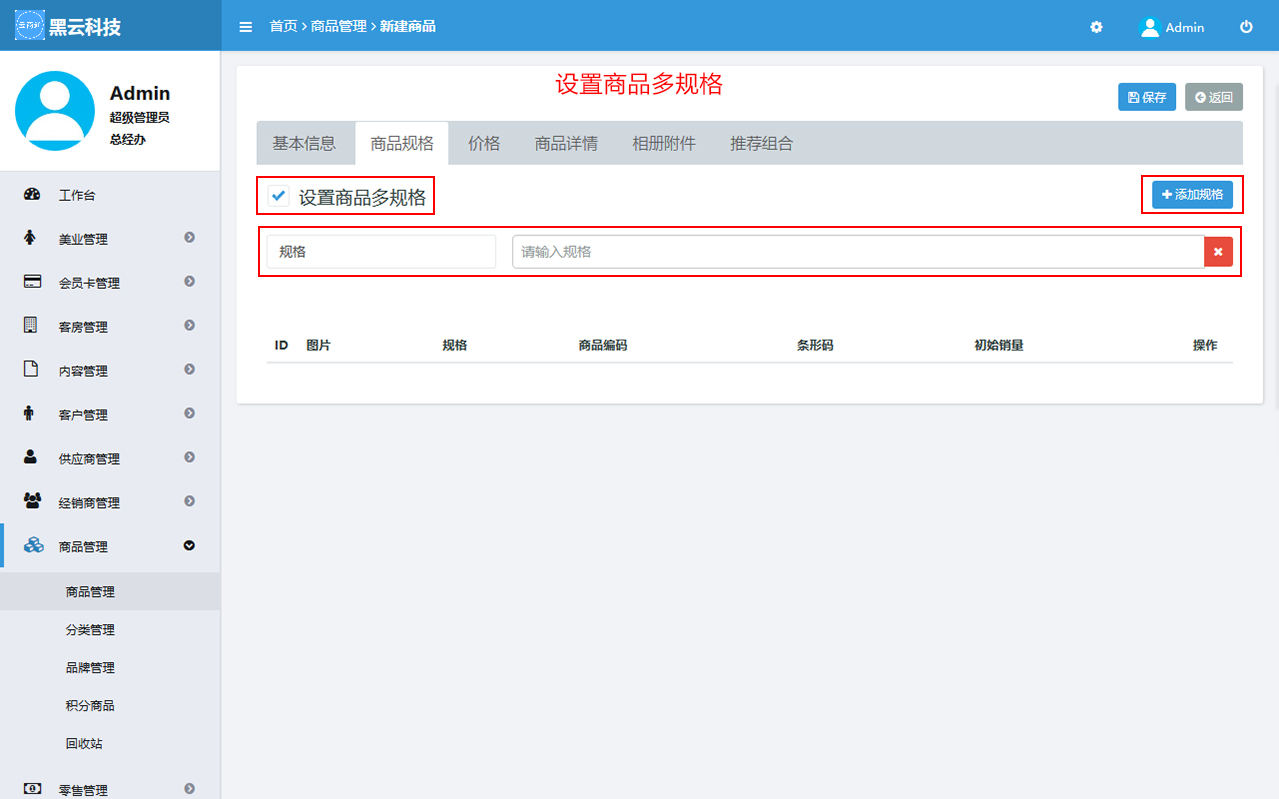 黑云科技
首页 > 商品管理 > 新建商品
Admin
Admin
超级管理员
总经办
工作台
美业管理
会员卡管理
客房管理
内容管理
客户管理
供应商管理
经销商管理
商品管理
商品管理
分类管理
品牌管理
积分商品
回收站
零售管理
设置商品多规格
保存 返回
基本信息 商品规格 价格 商品详情 相册附件 推荐组合
设置商品多规格 添加规格
规格 请输入规格
ID 图片 规格 商品编码 条形码 初始销量 操作